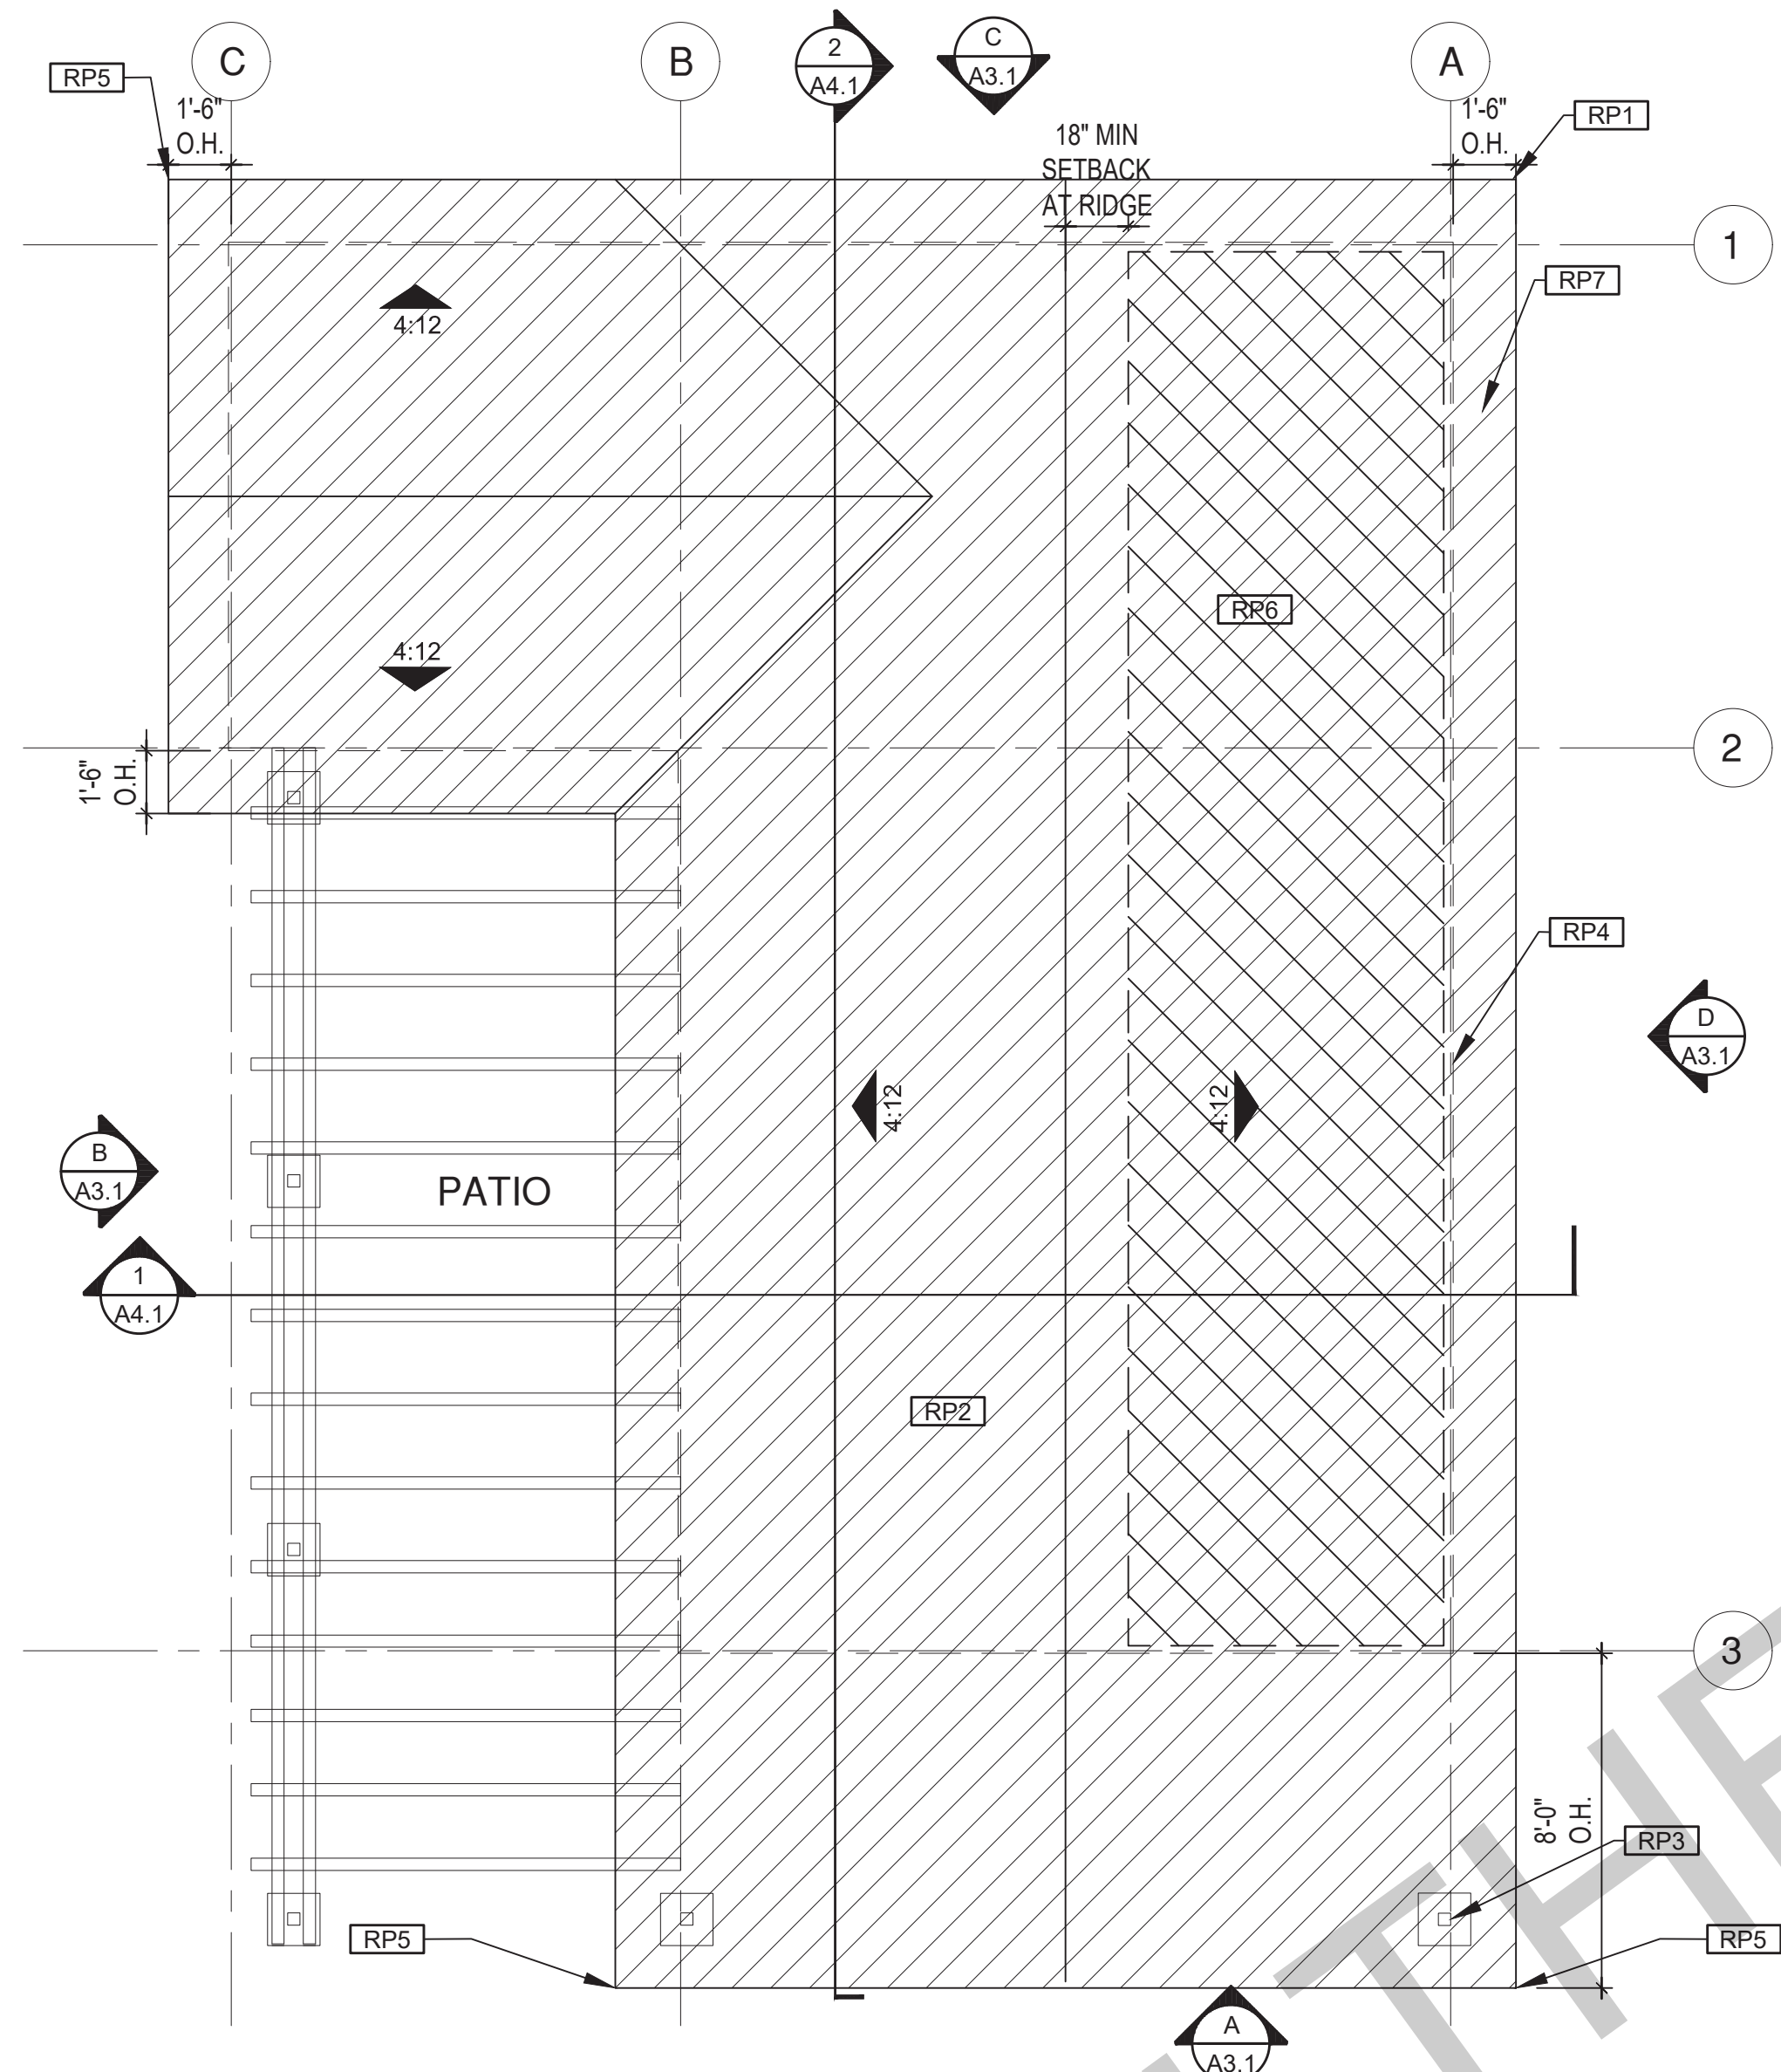 C
B
2
A4.1
C
A3.1
A
RP5
1'-6"
O.H.
18" MIN
SETBACK
AT RIDGE
1'-6"
O.H.
RP1
1
RP7
4:12
RP6
4:12
2
1'-6"
O.H.
RP4
D
A3.1
4:12
4:12
B
A3.1
PATIO
1
A4.1
RP2
3
8'-0"
O.H.
RP3
RP5
RP5
A
A3.1
THE